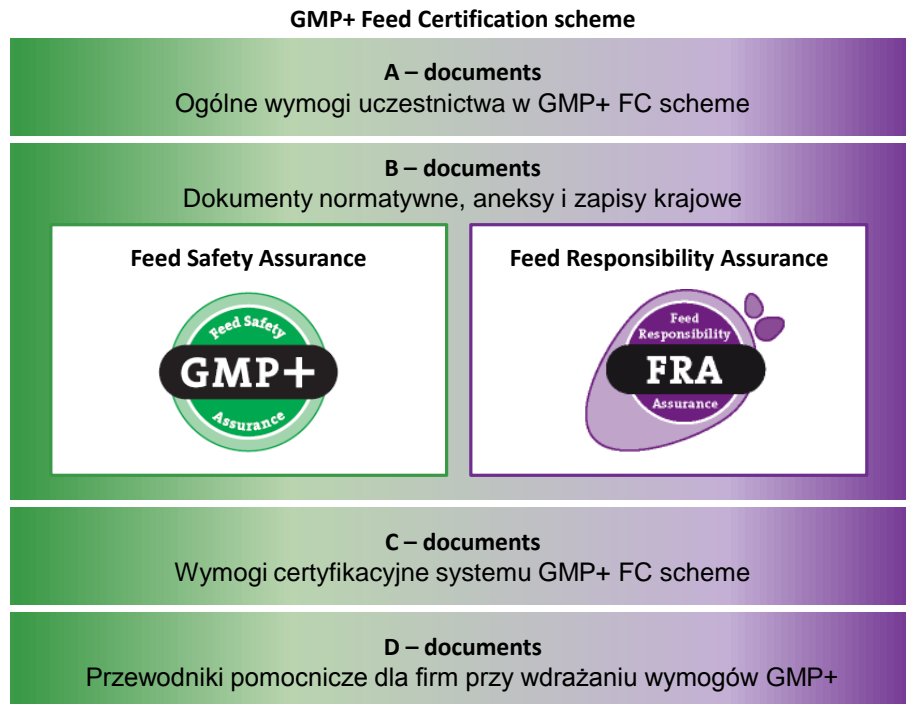 GMP+ Feed Certification scheme
A – documents
Ogólne wymogi uczestnictwa w GMP+ FC scheme
B – documents
Dokumenty normatywne, aneksy i zapisy krajowe
Feed Safety Assurance
Feed Safety
GMP+
Assurance
Feed Responsibility Assurance
Feed
Responsibility
FRA
Assurance
C – documents
Wymogi certyfikacyjne systemu GMP+ FC scheme
D – documents
Przewodniki pomocnicze dla firm przy wdrażaniu wymogów GMP+